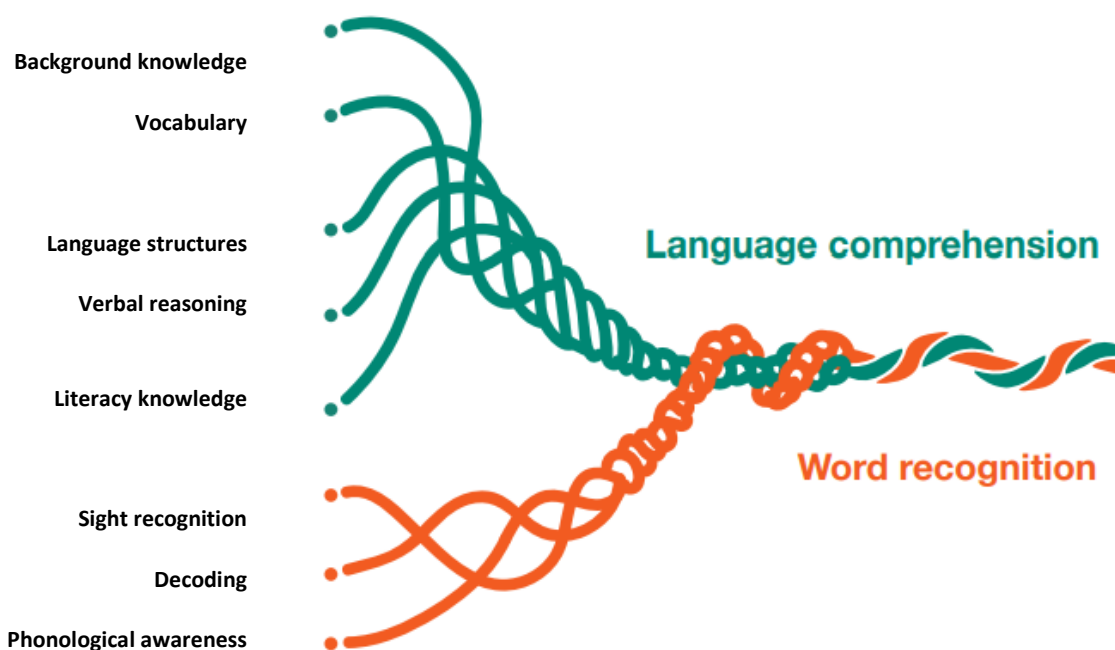 Background knowledge
Vocabulary
Language structures
Verbal reasoning
Literacy knowledge
Language comprehension
Sight recognition
Decoding
Phonological awareness
Word recognition